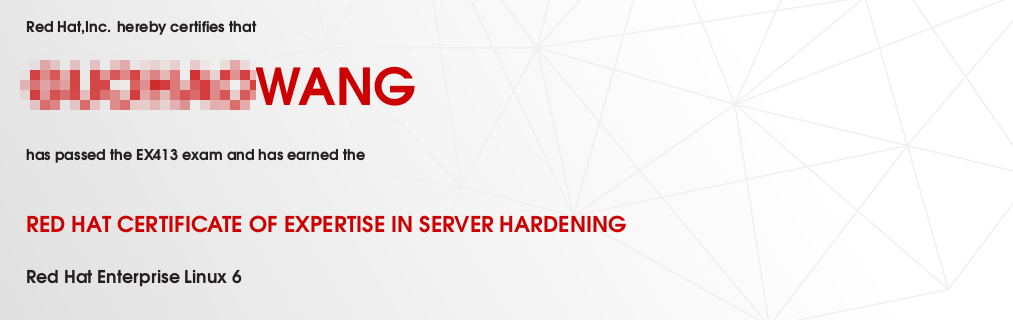 Red Hat,Inc. hereby certifies that
WANG
has passed the EX413 exam and has earned the
RED HAT CERTIFICATE OF EXPERTISE IN SERVER HARDENING
Red Hat Enterprise Linux 6